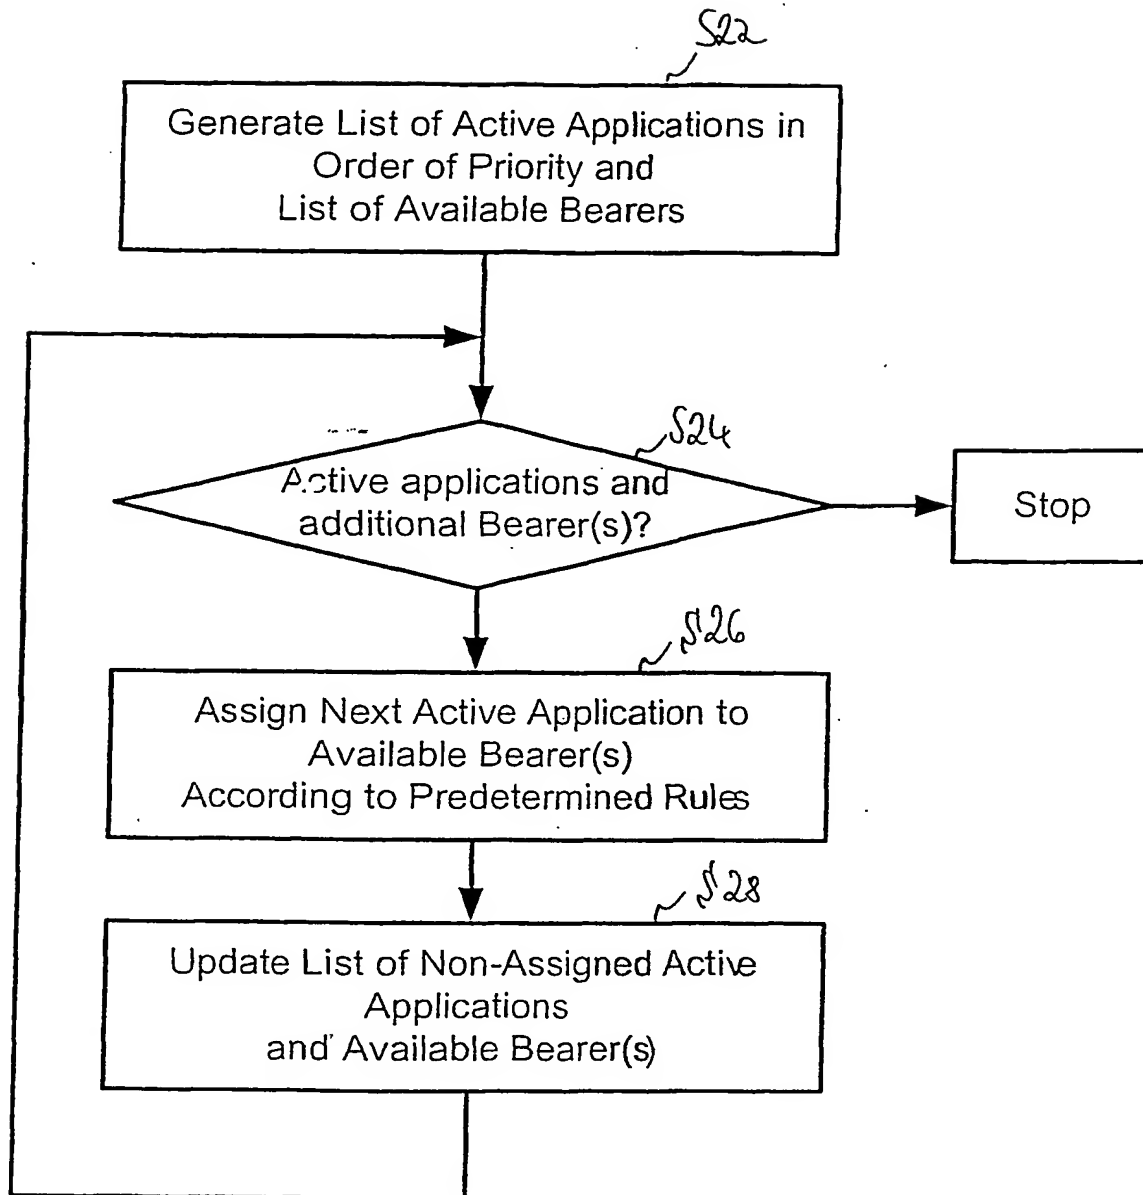 S22
Generate List of Active Applications in
Order of Priority and
List of Available Bearers
S24
Active applications and
additional Bearer(s)?
Stop
S26
Assign Next Active Application to
Available Bearer(s)
According to Predetermined Rules
S28
Update List of Non-Assigned Active
Applications
and Available Bearer(s)